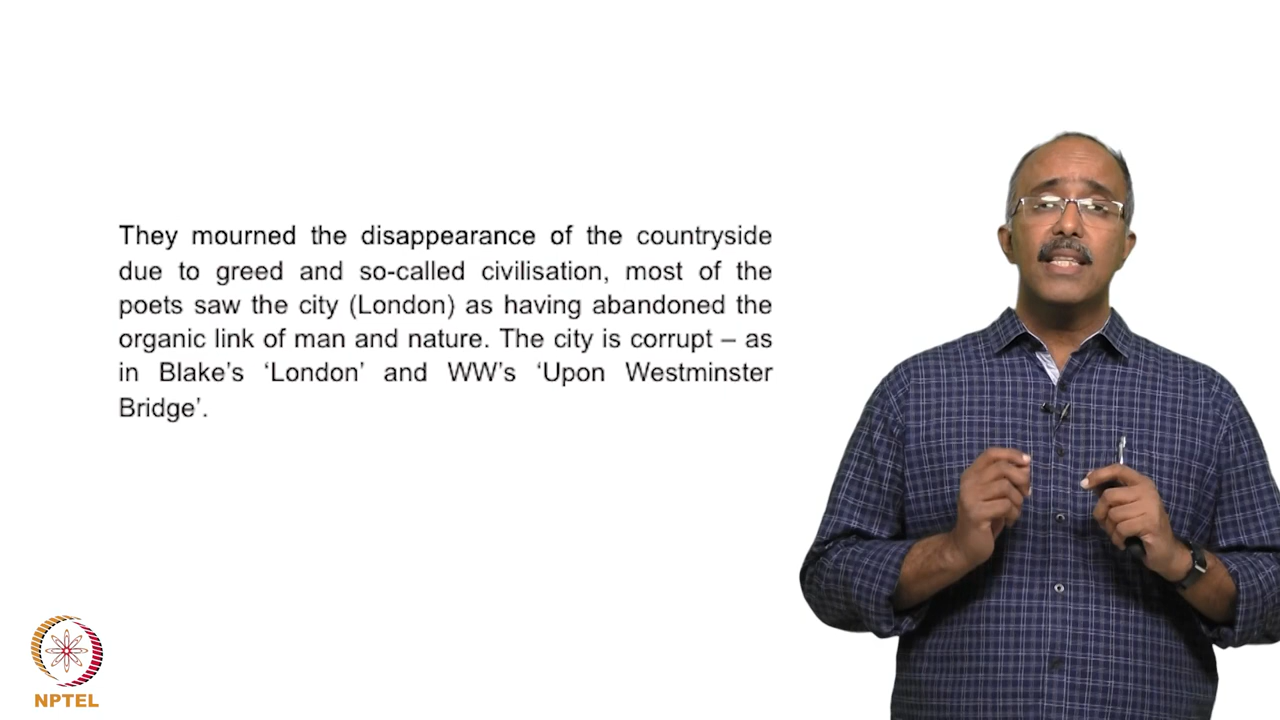 They mourned the disappearance of the countryside
due to greed and so-called civilisation, most of the
poets saw the city (London) as having abandoned the
organic link of man and nature. The city is corrupt – as
in Blake's 'London' and WW's 'Upon Westminster
Bridge'.
NPTEL